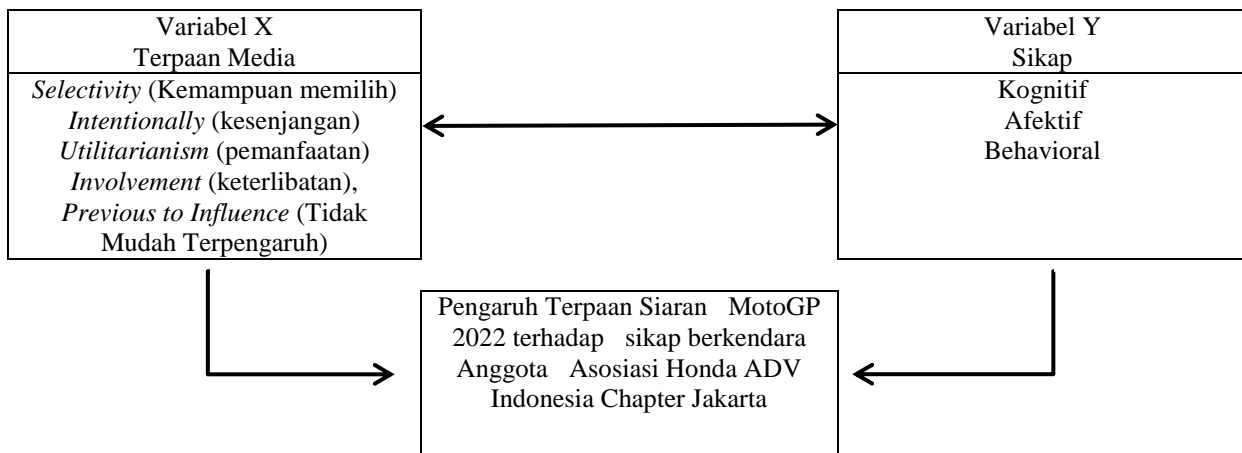 Variabel X
Terpaan Media
Selectivity (Kemampuan memilih)
Intentionally (kesenjangan)
Utilitarianism (pemanfaatan)
Involvement (keterlibatan),
Previous to Influence (Tidak
Mudah Terpengaruh)
Variabel Y
Sikap
Kognitif
Afektif
Behavioral
Pengaruh Terpaan Siaran MotoGP
2022 terhadap sikap berkendara
Anggota Asosiasi Honda ADV
Indonesia Chapter Jakarta